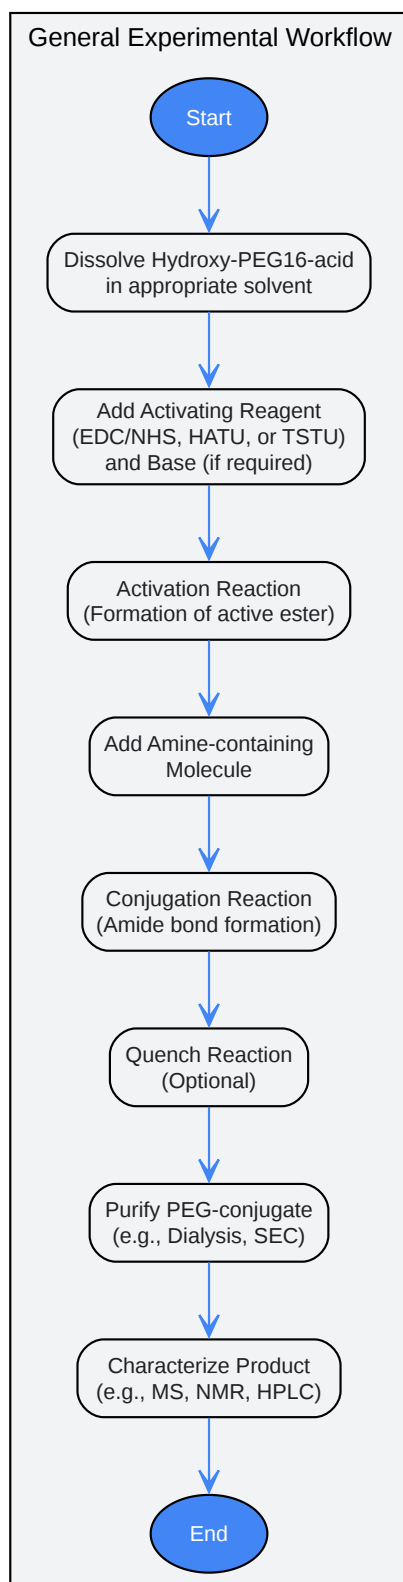 General Experimental Workflow
Start
Dissolve Hydroxy-PEG16-acid
in appropriate solvent
Add Activating Reagent
(EDC/NHS, HATU, or TSTU)
and Base (if required)
Activation Reaction
(Formation of active ester)
Add Amine-containing
Molecule
Conjugation Reaction
(Amide bond formation)
Quench Reaction
(Optional)
Purify PEG-conjugate
(e.g., Dialysis, SEC)
Characterize Product
(e.g., MS, NMR, HPLC)
End